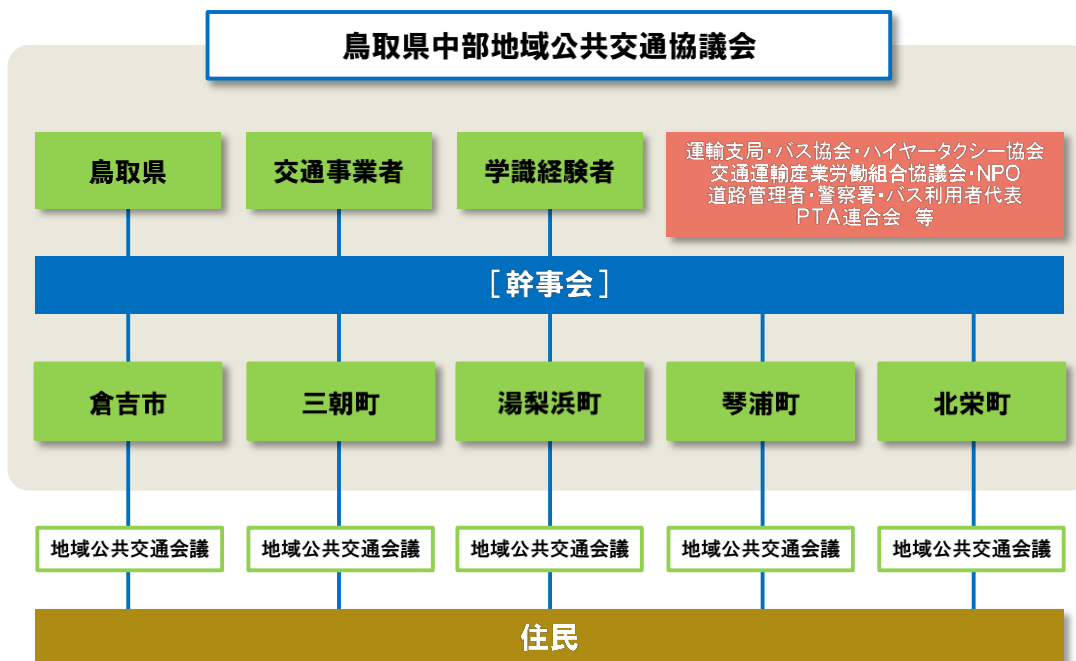 鳥取県中部地域公共交通協議会
鳥取県
交通事業者
学識経験者
運輸支局・バス協会・ハイヤータクシー協会
交通運輸産業労働組合協議会・NPO
道路管理者・警察署・バス利用者代表
PTA連合会 等
[幹事会]
倉吉市
三朝町
湯梨浜町
琴浦町
北栄町
地域公共交通会議
地域公共交通会議
地域公共交通会議
地域公共交通会議
地域公共交通会議
住民